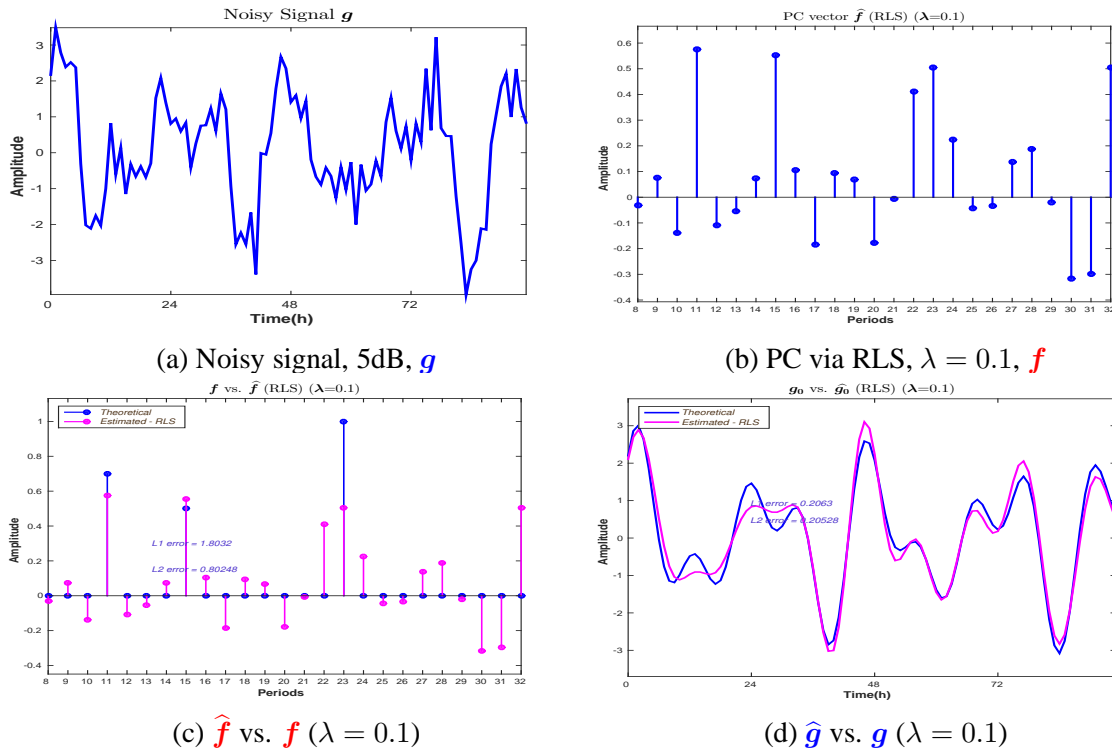 Noisy Signal g
Amplitude
3
2
1
0
-1
-2
-3
0 24 48 72
Time(h)
(a) Noisy signal, 5dB, g
PC vector f̂ (RLS) (λ=0.1)
Amplitude
0.6
0.5
0.4
0.3
0.2
0.1
0
-0.1
-0.2
-0.3
-0.4
8 9 10 11 12 13 14 15 16 17 18 19 20 21 22 23 24 25 26 27 28 29 30 31 32
Periods
(b) PC via RLS, λ = 0.1, f
f vs. f̂ (RLS) (λ=0.1)
Theoretical
Estimated - RLS
Amplitude
1
0.8
0.6
0.4
0.2
0
-0.2
-0.4
L1 error = 1.8032
L2 error = 0.80248
8 9 10 11 12 13 14 15 16 17 18 19 20 21 22 23 24 25 26 27 28 29 30 31 32
Periods
(c) f̂ vs. f (λ = 0.1)
g₀ vs. ĝ₀ (RLS) (λ=0.1)
Theoretical
Estimated - RLS
Amplitude
3
2
1
0
-1
-2
-3
L1 error = 0.2063
L2 error = 0.20528
0 24 48 72
Time(h)
(d) ĝ vs. g (λ = 0.1)